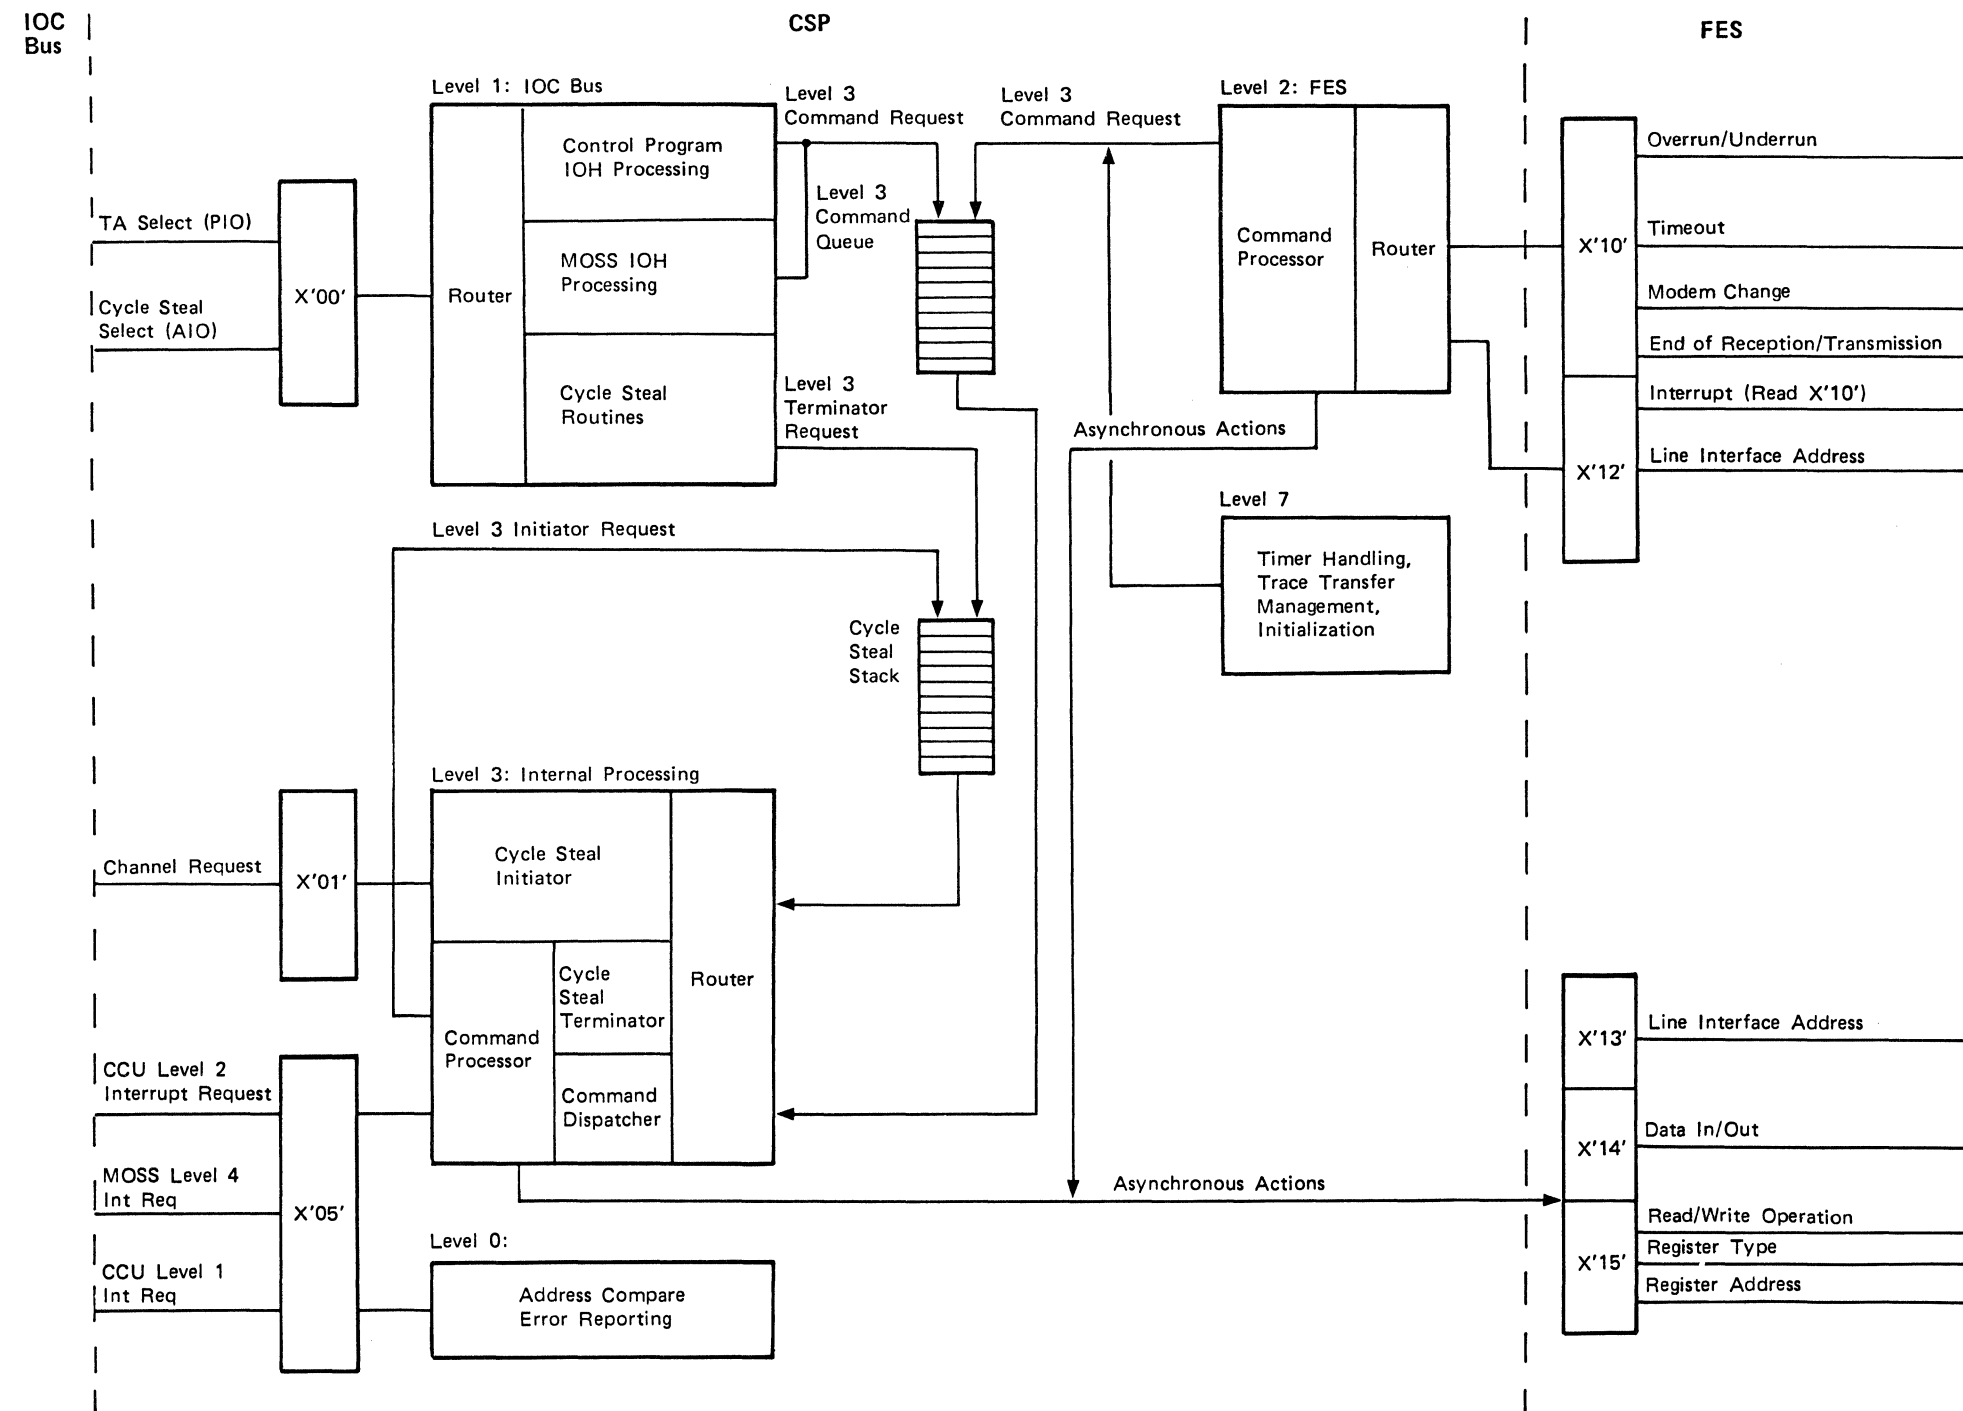 IOC
Bus
CSP
FES
Level 1: IOC Bus
Level 3
Command Request
Level 3
Command Request
Level 2: FES
Control Program
IOH Processing
Level 3
Command
Queue
MOSS IOH
Processing
Router
Cycle Steal
Routines
TA Select (PIO)
Cycle Steal
Select (AIO)
X'00'
Command
Processor
Router
X'10'
Overrun/Underrun
Timeout
Modem Change
End of Reception/Transmission
Interrupt (Read X'10')
X'12'
Line Interface Address
Level 3
Terminator
Request
Asynchronous Actions
Level 7
Timer Handling,
Trace Transfer
Management,
Initialization
Level 3 Initiator Request
Cycle
Steal
Stack
Level 3: Internal Processing
Channel Request
X'01'
Cycle Steal
Initiator
Router
Cycle
Steal
Terminator
Command
Processor
Command
Dispatcher
CCU Level 2
Interrupt Request
MOSS Level 4
Int Req
X'05'
CCU Level 1
Int Req
Level 0:
Address Compare
Error Reporting
Asynchronous Actions
X'13'
Line Interface Address
X'14'
Data In/Out
X'15'
Read/Write Operation
Register Type
Register Address